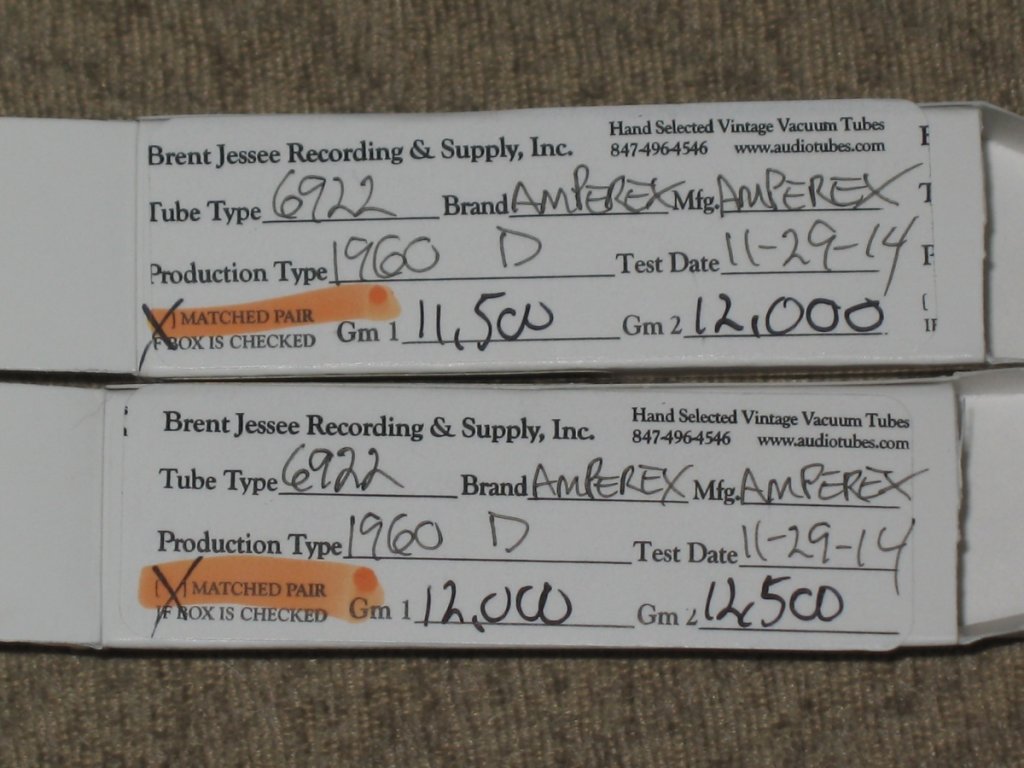 Brent Jessee Recording & Supply, Inc. Hand Selected Vintage Vacuum Tubes
847-496-4546 www.audiotubes.com
Tube Type 6922 Brand AMPEREX Mfg. AMPEREX
Production Type 1960 D Test Date 11-29-14
[X] MATCHED PAIR
IF BOX IS CHECKED Gm 1 11,500 Gm 2 12,000
Brent Jessee Recording & Supply, Inc. Hand Selected Vintage Vacuum Tubes
847-496-4546 www.audiotubes.com
Tube Type 6922 Brand AMPEREX Mfg. AMPEREX
Production Type 1960 D Test Date 11-29-14
[X] MATCHED PAIR
IF BOX IS CHECKED Gm 1 12,000 Gm 2 12,500